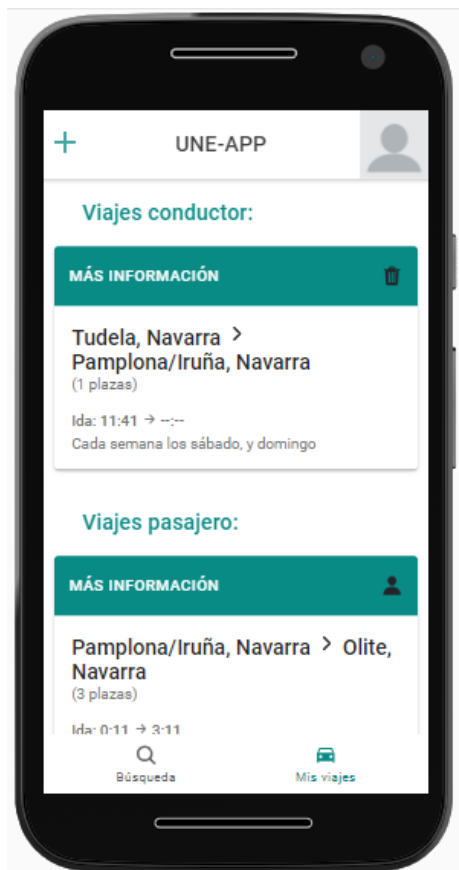 UNE-APP
Viajes conductor:
MÁS INFORMACIÓN
Tudela, Navarra >
Pamplona/Iruña, Navarra
(1 plazas)
Ida: 11:41 → --:--
Cada semana los sábado, y domingo
Viajes pasajero:
MÁS INFORMACIÓN
Pamplona/Iruña, Navarra > Olite,
Navarra
(3 plazas)
Ida: 0:11 → 3:11
Búsqueda
Mis viajes